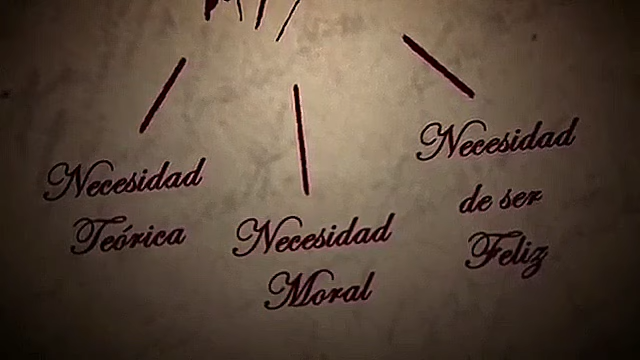 Necesidad
Teórica
Necesidad
Moral
Necesidad
de ser
Feliz